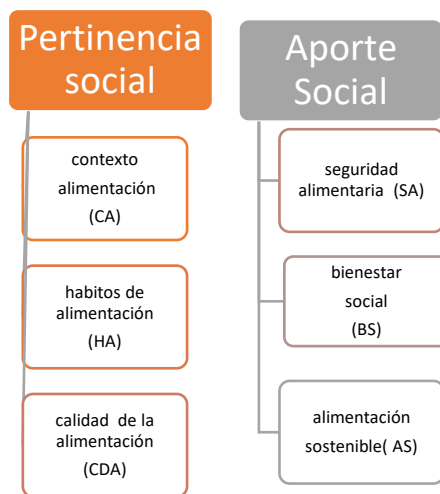 Pertinencia
social
contexto
alimentación
(CA)
habitos de
alimentación
(HA)
calidad de la
alimentación
(CDA)
Aporte
Social
seguridad
alimentaria (SA)
bienestar
social
(BS)
alimentación
sostenible( AS)